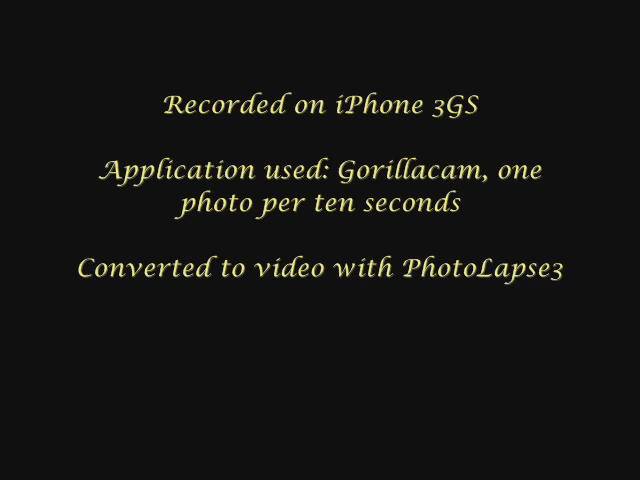 Recorded on iPhone 3GS
Application used: Gorillacam, one
photo per ten seconds
Converted to video with PhotoLapse3